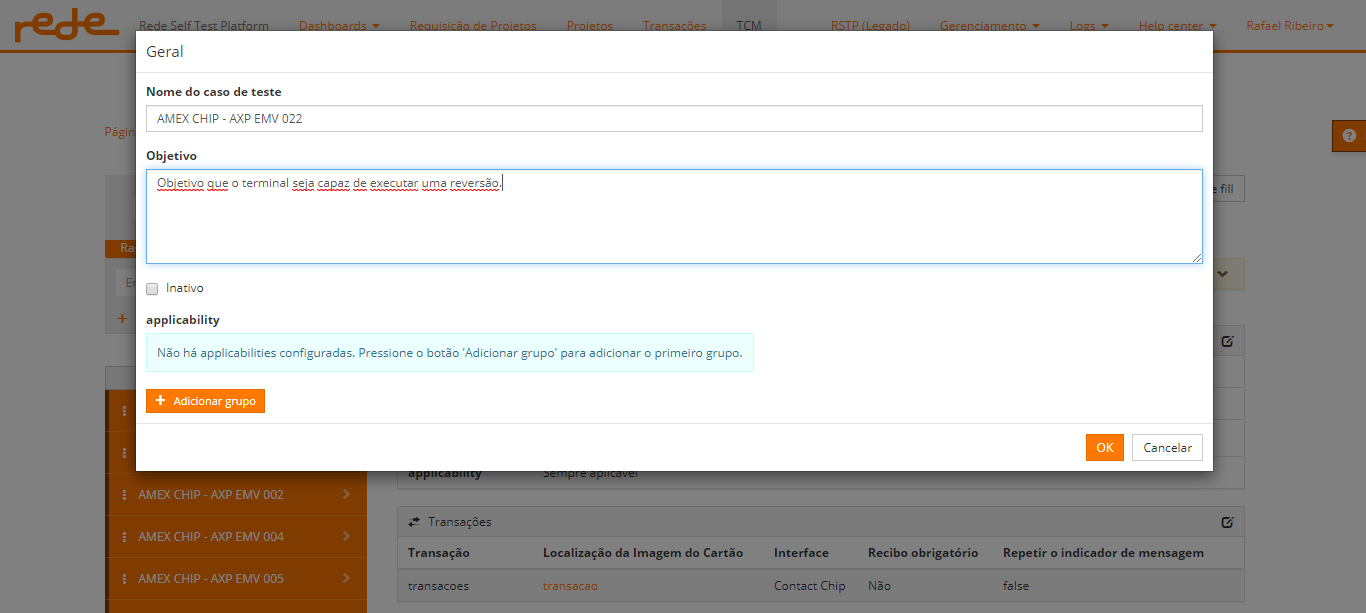 rede Rede Self Test Platform Dashboards Requisição de Projetos Projetos Transações TCM RSTP (Legado) Gerenciamento Logs Help center Rafael Ribeiro
Geral
Nome do caso de teste
AMEX CHIP - AXP EMV 022
Págin
Objetivo
Objetivo que o terminal seja capaz de executar uma reversão.
e fill
Ra
En
Inativo
+
applicability
Não há applicabilities configuradas. Pressione o botão 'Adicionar grupo' para adicionar o primeiro grupo.
+ Adicionar grupo
OK Cancelar
applicability Sempre aplicável
AMEX CHIP - AXP EMV 002
AMEX CHIP - AXP EMV 004
AMEX CHIP - AXP EMV 005
Transações
Transação Localização da Imagem do Cartão Interface Recibo obrigatório Repetir o indicador de mensagem
transacoes transacao Contact Chip Não false